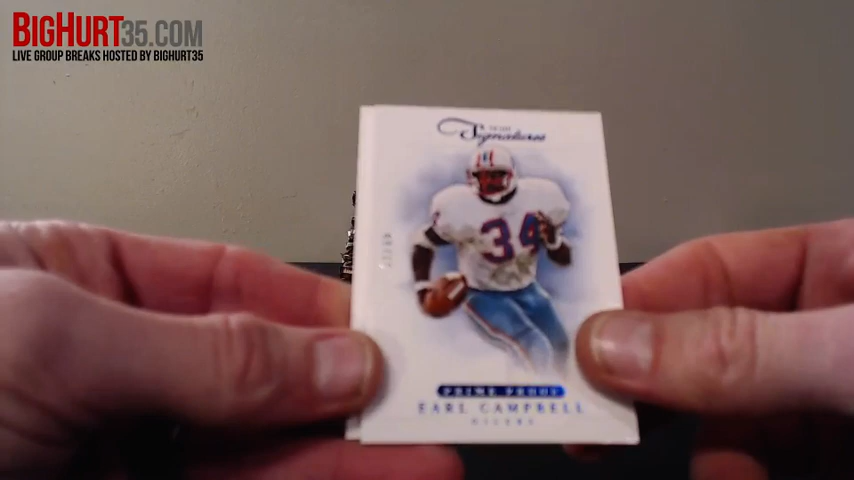 BIGHURT35.COM
LIVE GROUP BREAKS HOSTED BY BIGHURT35
Signatures
34
PRIME PROOF
EARL CAMPBELL
OILERS